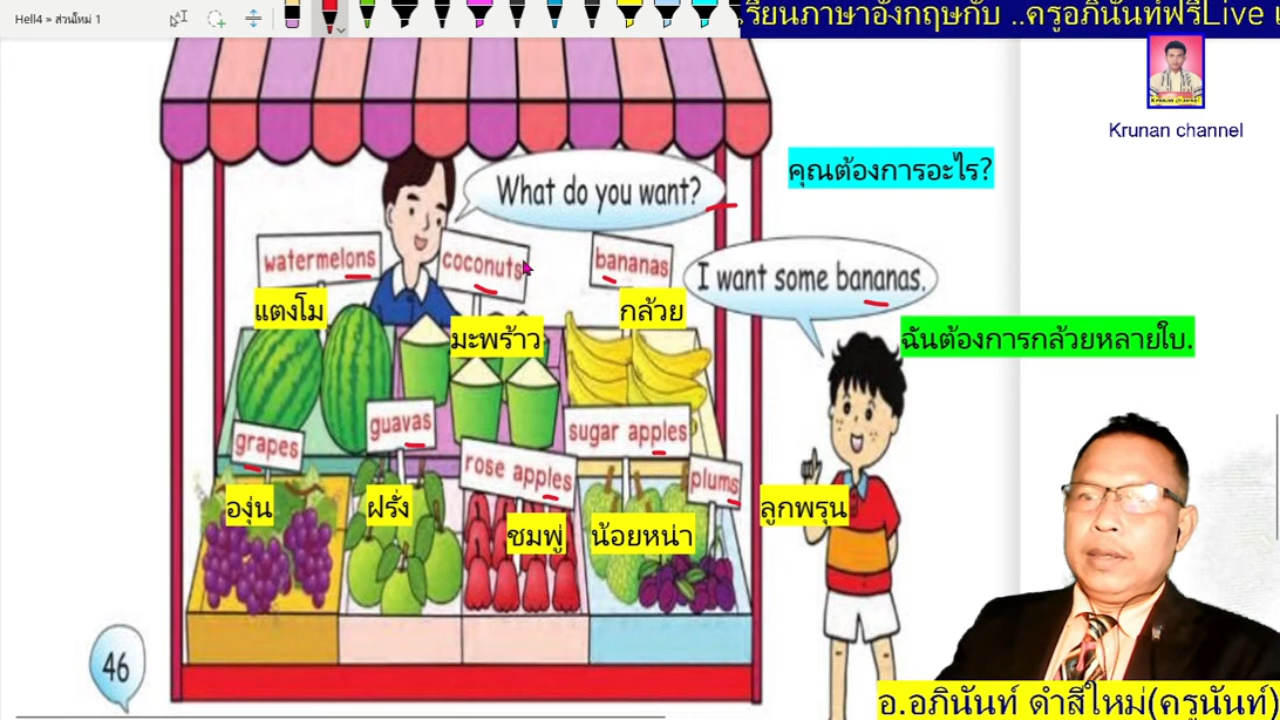 Hell4 » ส่วนใหม่ 1
เรียนภาษาอังกฤษกับ ..ครูอภินันท์ฟรีLive
Krunan channel
คุณต้องการอะไร?
What do you want?
watermelons
coconuts
bananas
I want some bananas.
แตงโม
มะพร้าว
กล้วย
ฉันต้องการกล้วยหลายใบ.
grapes
guavas
rose apples
sugar apples
plums
องุ่น
ฝรั่ง
ชมพู่
น้อยหน่า
ลูกพรุน
46
อ.อภินันท์ ดำสีใหม่(ครูนันท์)